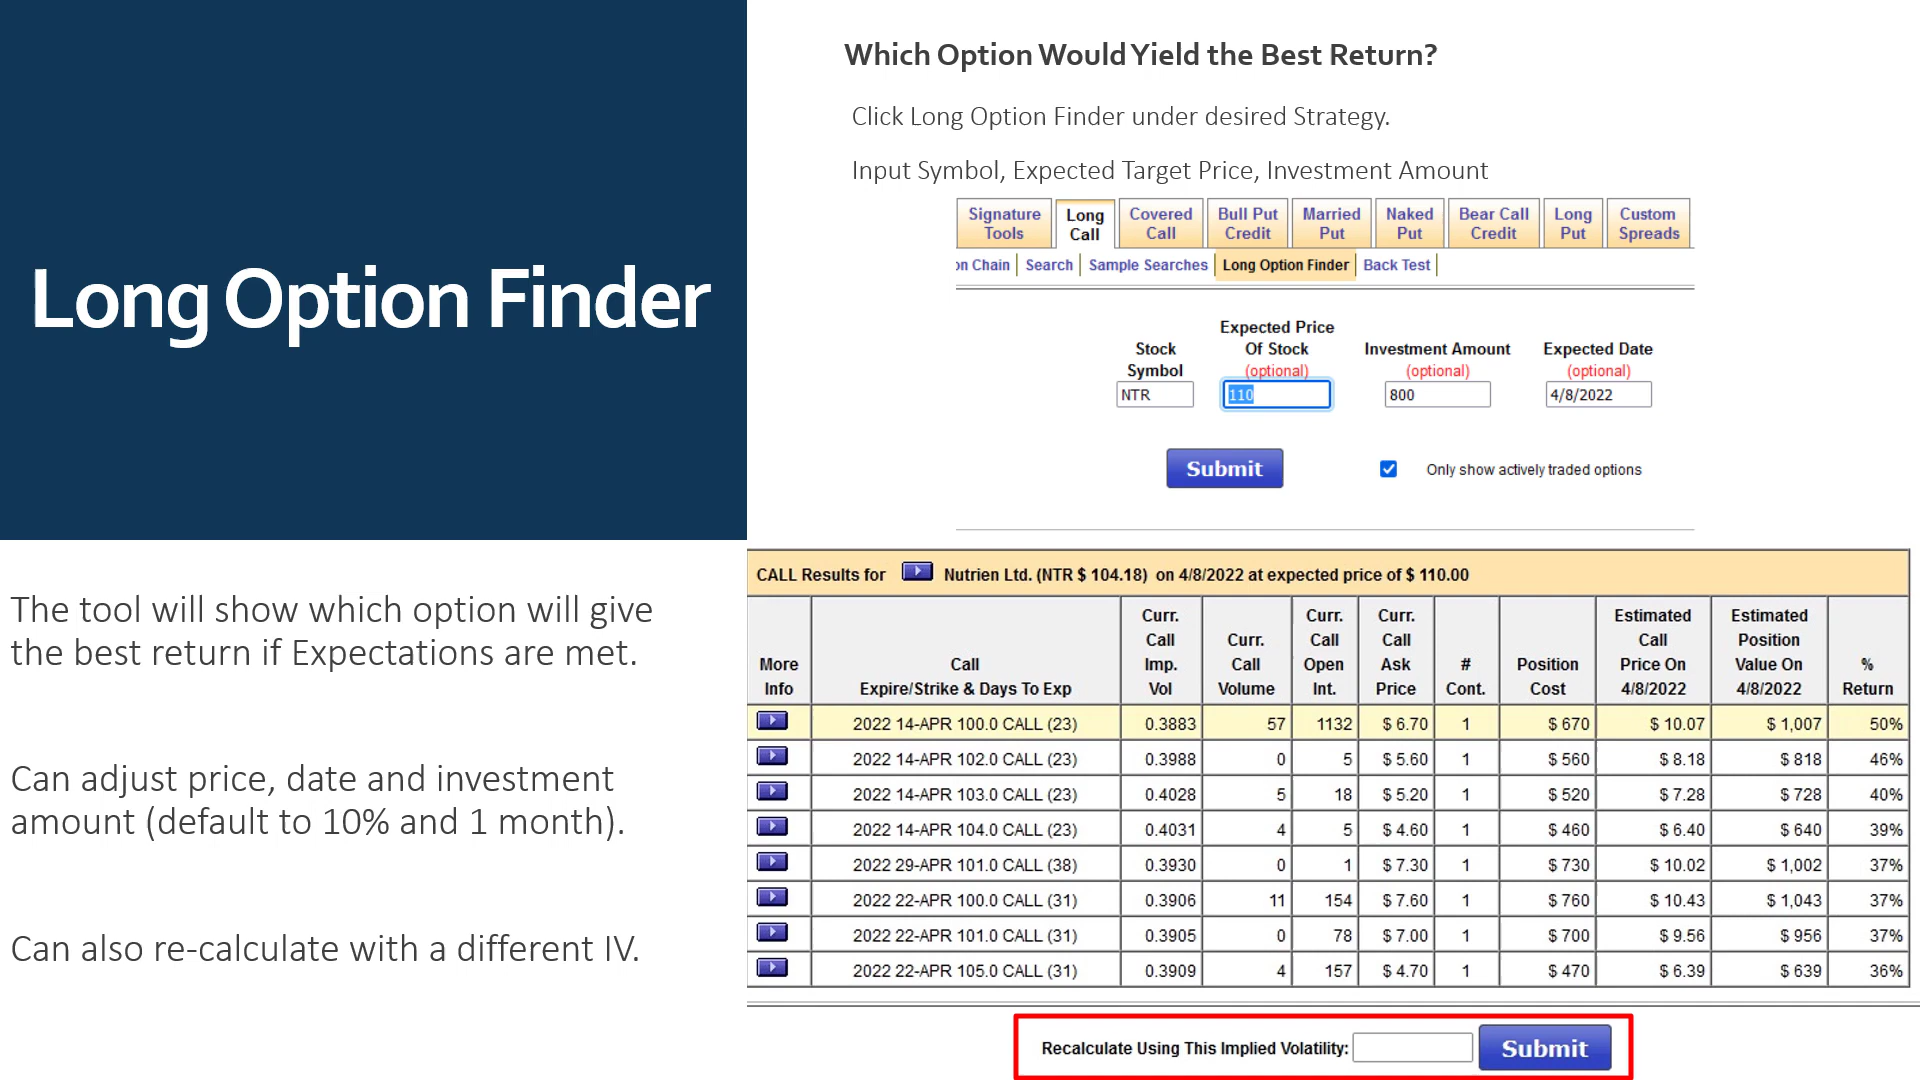 Long Option Finder
The tool will show which option will give
the best return if Expectations are met.
Can adjust price, date and investment
amount (default to 10% and 1 month).
Can also re-calculate with a different IV.
Which Option Would Yield the Best Return?
Click Long Option Finder under desired Strategy.
Input Symbol, Expected Target Price, Investment Amount
Signature Tools Long Call Covered Call Bull Put Credit Married Put Naked Put Bear Call Credit Long Put Custom Spreads
on Chain Search Sample Searches Long Option Finder Back Test
Stock Symbol Expected Price Of Stock (optional) Investment Amount (optional) Expected Date (optional)
NTR 110 800 4/8/2022
Submit Only show actively traded options
CALL Results for Nutrien Ltd. (NTR $ 104.18) on 4/8/2022 at expected price of $ 110.00
More Info Call Expire/Strike & Days To Exp Curr. Call Imp. Vol Curr. Call Volume Curr. Call Open Int. Curr. Call Ask Price # Cont. Position Cost Estimated Call Price On 4/8/2022 Estimated Position Value On 4/8/2022 % Return
2022 14-APR 100.0 CALL (23) 0.3883 57 1132 $ 6.70 1 $ 670 $ 10.07 $ 1,007 50%
2022 14-APR 102.0 CALL (23) 0.3988 0 5 $ 5.60 1 $ 560 $ 8.18 $ 818 46%
2022 14-APR 103.0 CALL (23) 0.4028 5 18 $ 5.20 1 $ 520 $ 7.28 $ 728 40%
2022 14-APR 104.0 CALL (23) 0.4031 4 5 $ 4.60 1 $ 460 $ 6.40 $ 640 39%
2022 29-APR 101.0 CALL (38) 0.3930 0 1 $ 7.30 1 $ 730 $ 10.02 $ 1,002 37%
2022 22-APR 100.0 CALL (31) 0.3906 11 154 $ 7.60 1 $ 760 $ 10.43 $ 1,043 37%
2022 22-APR 101.0 CALL (31) 0.3905 0 78 $ 7.00 1 $ 700 $ 9.56 $ 956 37%
2022 22-APR 105.0 CALL (31) 0.3909 4 157 $ 4.70 1 $ 470 $ 6.39 $ 639 36%
Recalculate Using This Implied Volatility: Submit